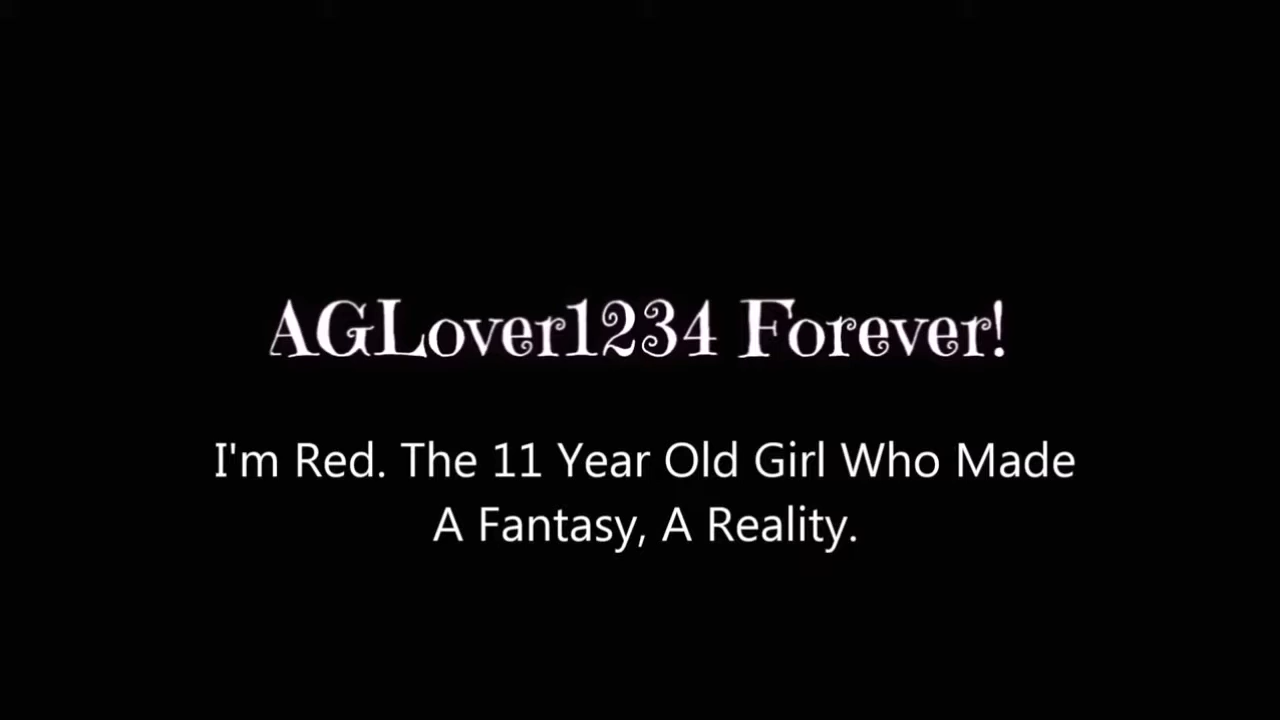 AGLover1234 Forever!
I'm Red. The 11 Year Old Girl Who Made
A Fantasy, A Reality.